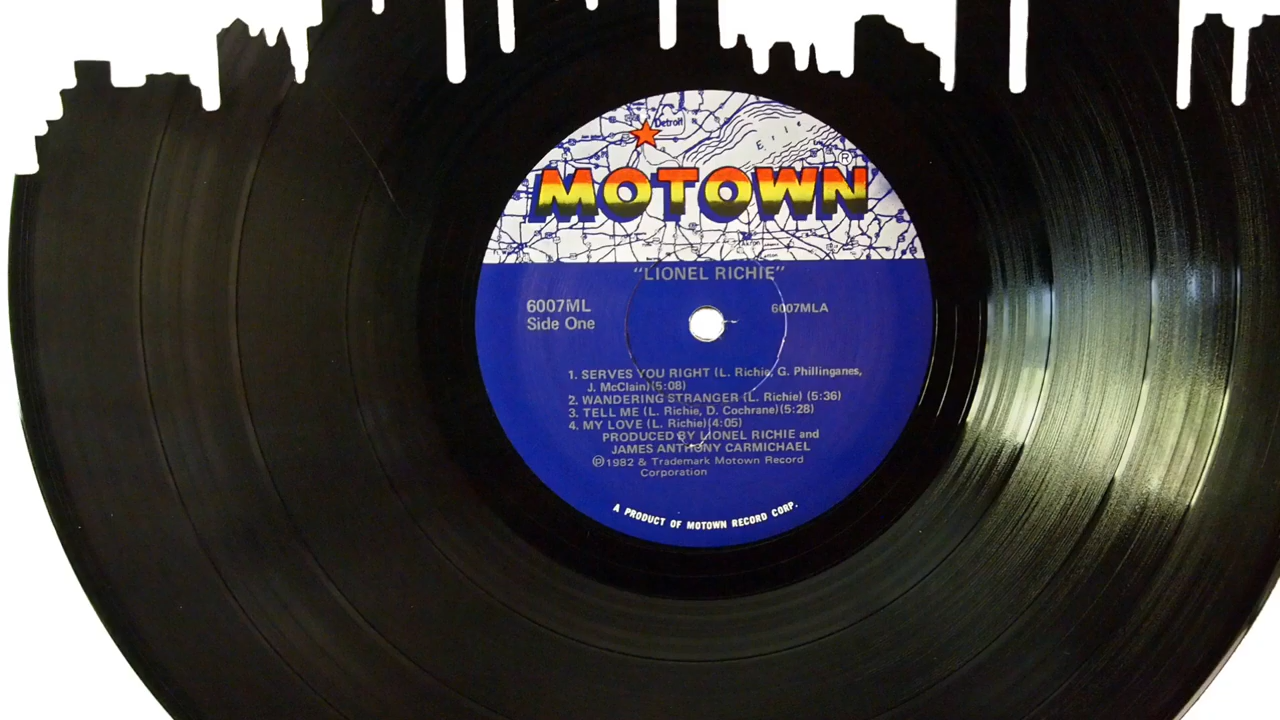 Detroit
Erie
MOTOWN®
"LIONEL RICHIE"
6007ML
6007MLA
Side One
1. SERVES YOU RIGHT (L. Richie, G. Phillinganes,
J. McClain)(5:08)
2. WANDERING STRANGER (L. Richie) (5:36)
3. TELL ME (L. Richie, D. Cochrane)(5:28)
4. MY LOVE (L. Richie)(4:05)
PRODUCED BY LIONEL RICHIE and
JAMES ANTHONY CARMICHAEL
℗1982 & Trademark Motown Record
Corporation
A PRODUCT OF MOTOWN RECORD CORP.